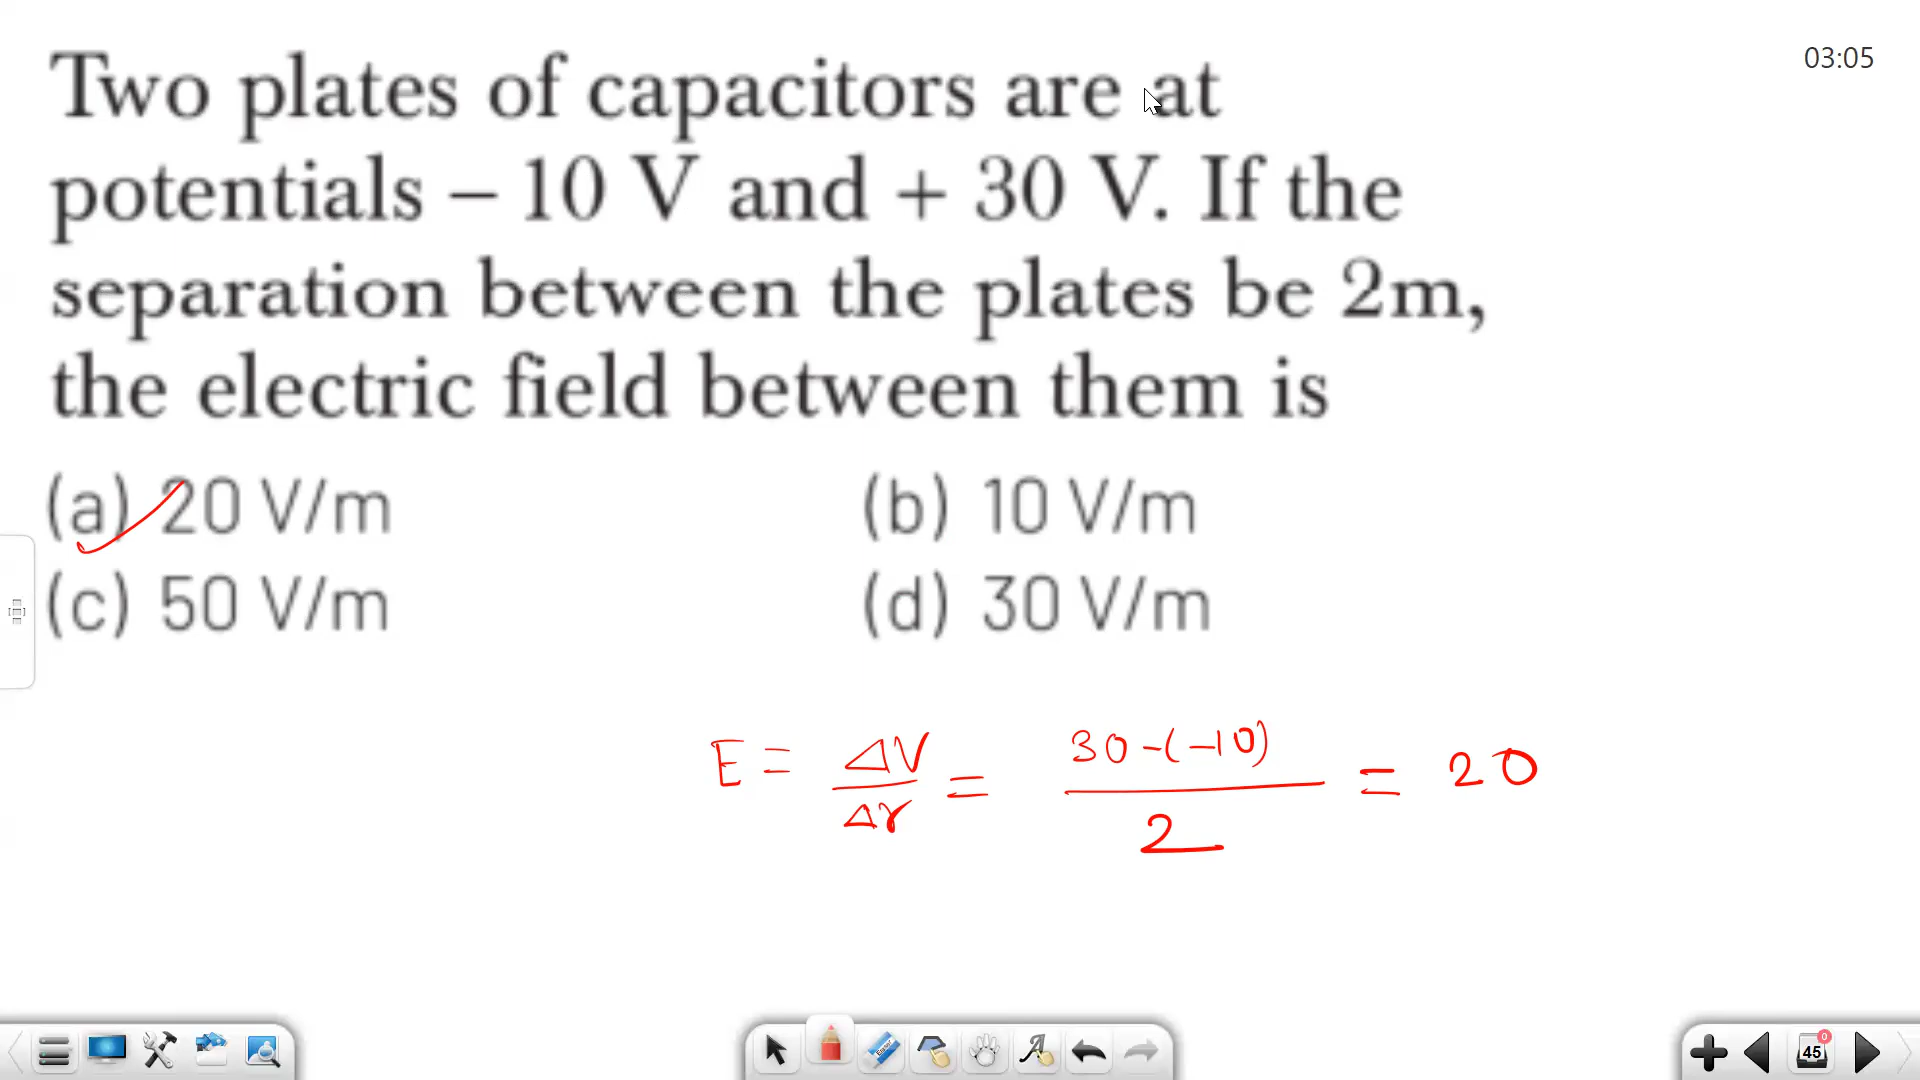 03:05
Two plates of capacitors are at
potentials – 10 V and + 30 V. If the
separation between the plates be 2m,
the electric field between them is
(a) 20 V/m (b) 10 V/m
(c) 50 V/m (d) 30 V/m
E = ΔV/Δr = 30-(-10)/2 = 20
45
0